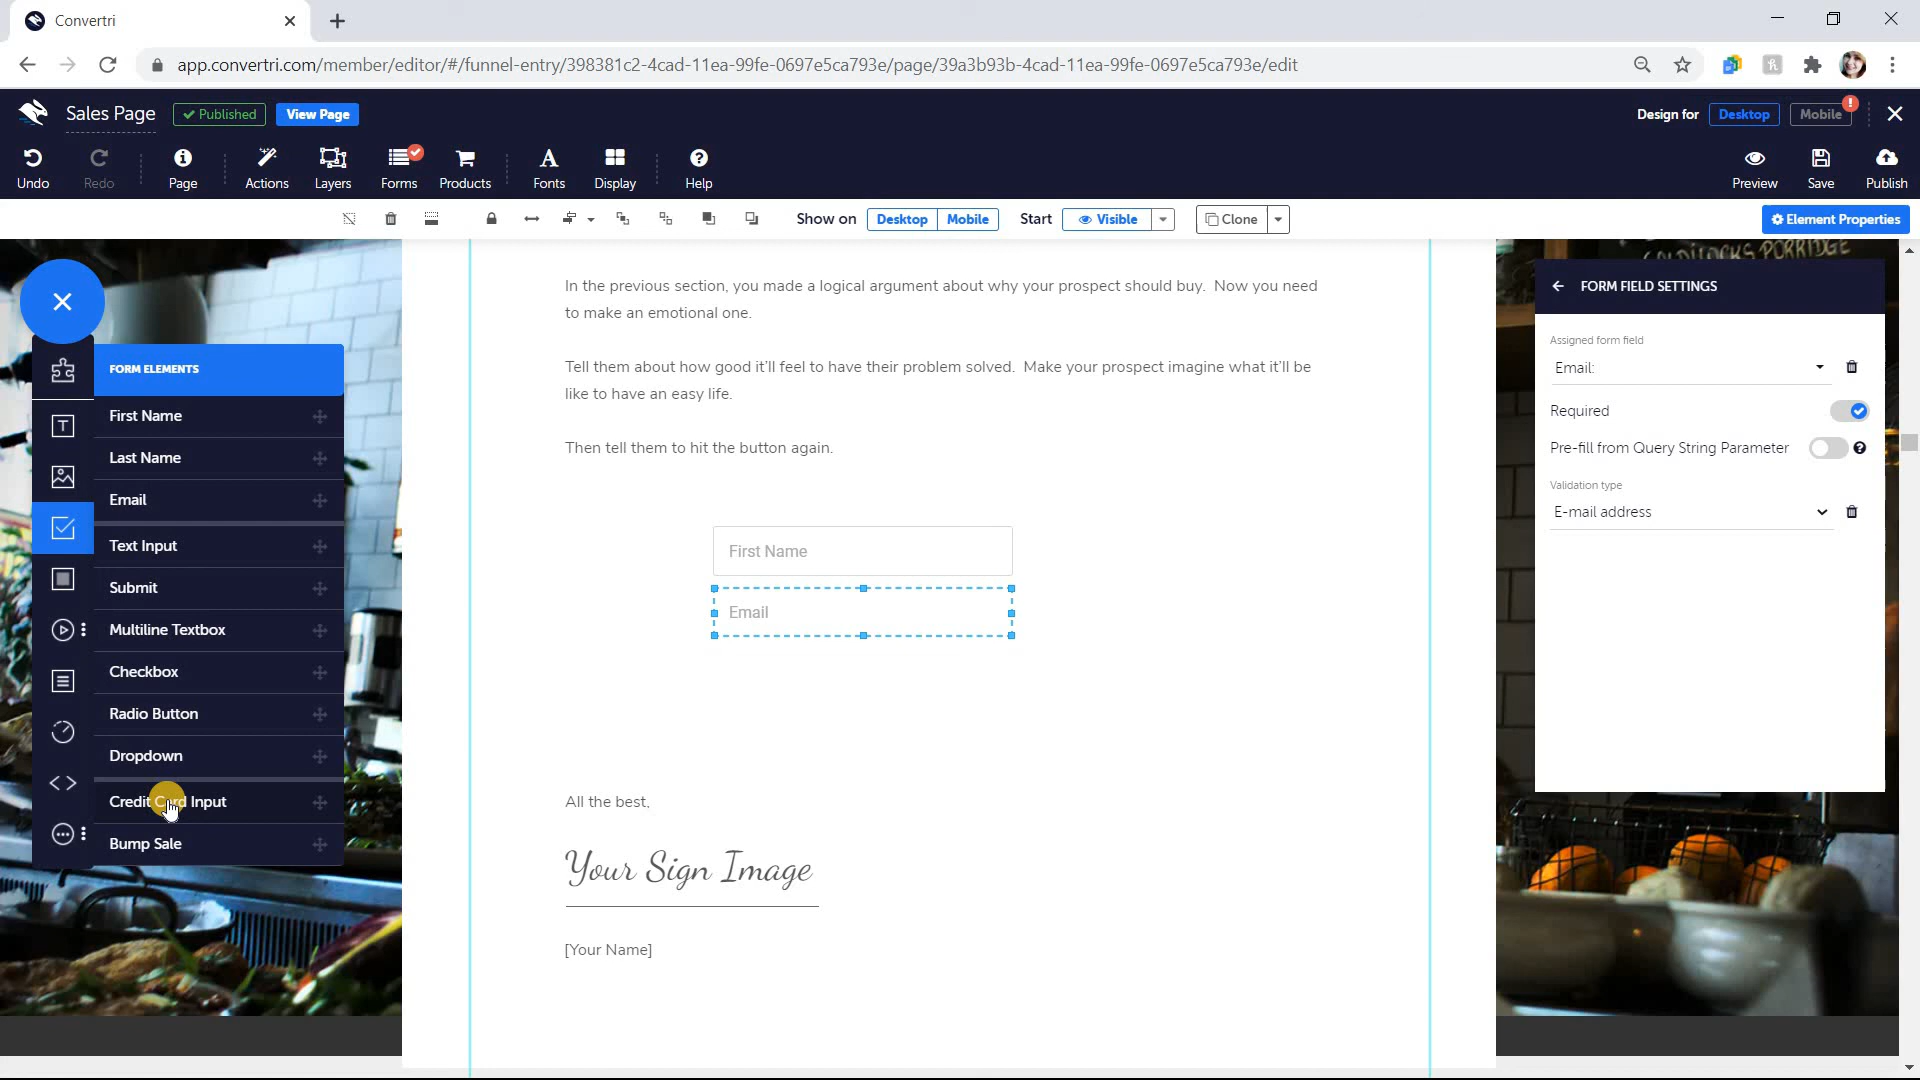 Convertri
app.convertri.com/member/editor/#/funnel-entry/398381c2-4cad-11ea-99fe-0697e5ca793e/page/39a3b93b-4cad-11ea-99fe-0697e5ca793e/edit
Sales Page
Published
View Page
Design for
Desktop
Mobile
!
Undo
Redo
Page
Actions
Layers
Forms
Products
Fonts
Display
Help
Preview
Save
Publish
Show on
Desktop
Mobile
Start
Visible
Clone
Element Properties
GOLDILOCKS PORRIDGE
In the previous section, you made a logical argument about why your prospect should buy. Now you need
to make an emotional one.
Tell them about how good it'll feel to have their problem solved. Make your prospect imagine what it'll be
like to have an easy life.
Then tell them to hit the button again.
First Name
Email
All the best,
Your Sign Image
[Your Name]
FORM ELEMENTS
First Name
Last Name
Email
Text Input
Submit
Multiline Textbox
Checkbox
Radio Button
Dropdown
Credit Card Input
Bump Sale
FORM FIELD SETTINGS
Assigned form field
Email:
Required
Pre-fill from Query String Parameter
Validation type
E-mail address